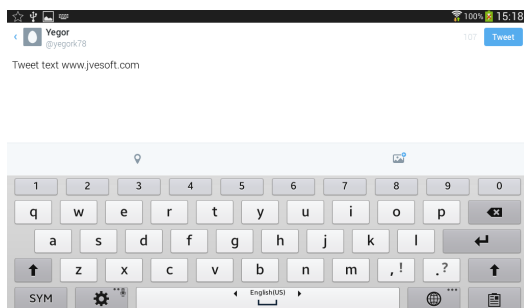 100% 15:18
Yegor
@yegork78
107 Tweet
Tweet text www.jvesoft.com
1 2 3 4 5 6 7 8 9 0
q w e r t y u i o p
a s d f g h j k l
z x c v b n m , ! . ?
SYM English(US)